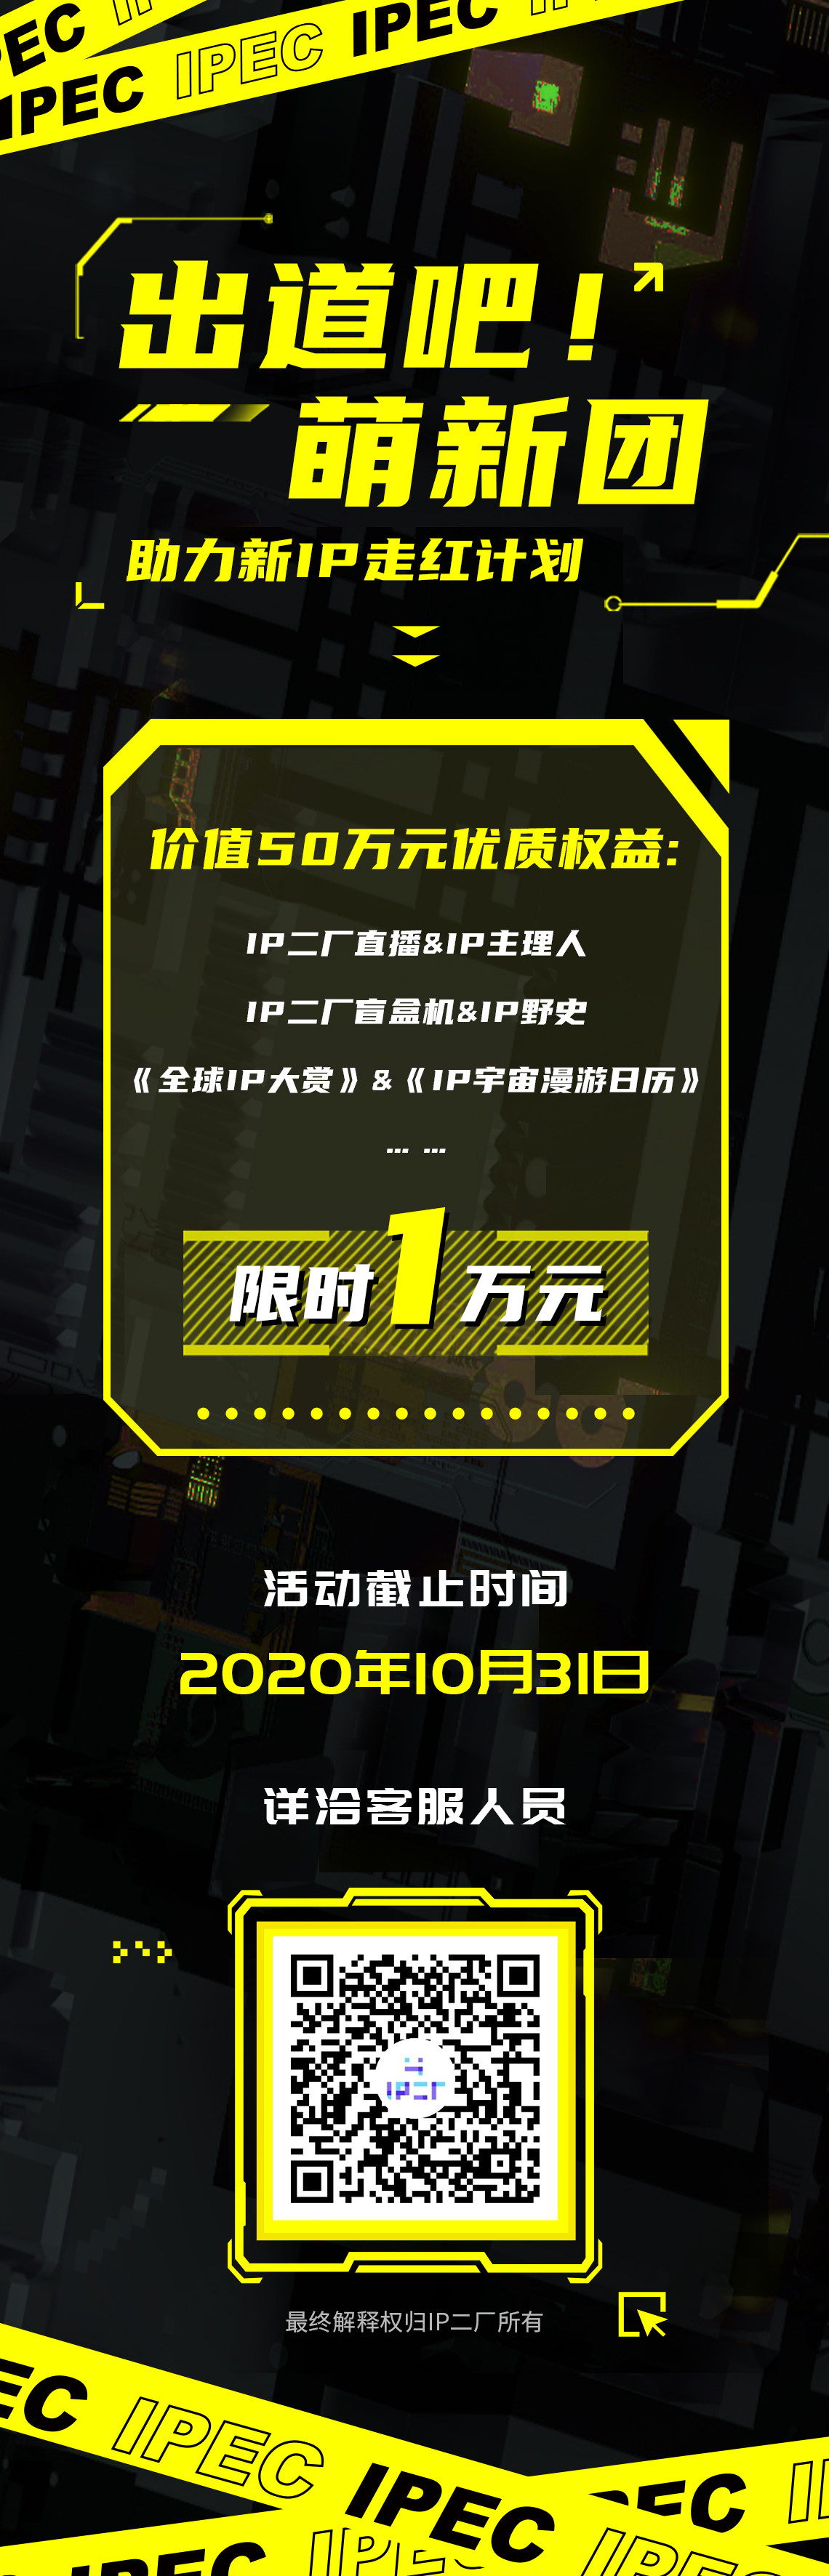 IPEC IPEC IPEC IPEC
出道吧！
萌新团
助力新IP走红计划
价值50万元优质权益:
IP二厂直播&IP主理人
IP二厂盲盒机&IP野史
《全球IP大赏》&《IP宇宙漫游日历》
... ...
限时1万元
活动截止时间
2020年10月31日
详洽客服人员
IP二厂
最终解释权归IP二厂所有
IPEC IPEC IPEC IPEC
IPEC IPEC IPEC